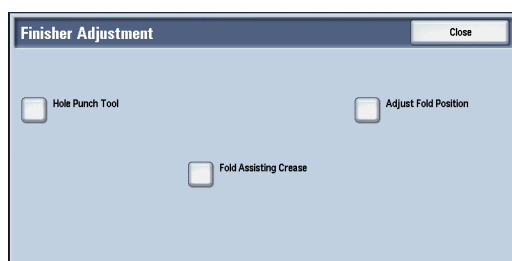 Finisher Adjustment
Close
Hole Punch Tool
Adjust Fold Position
Fold Assisting Crease